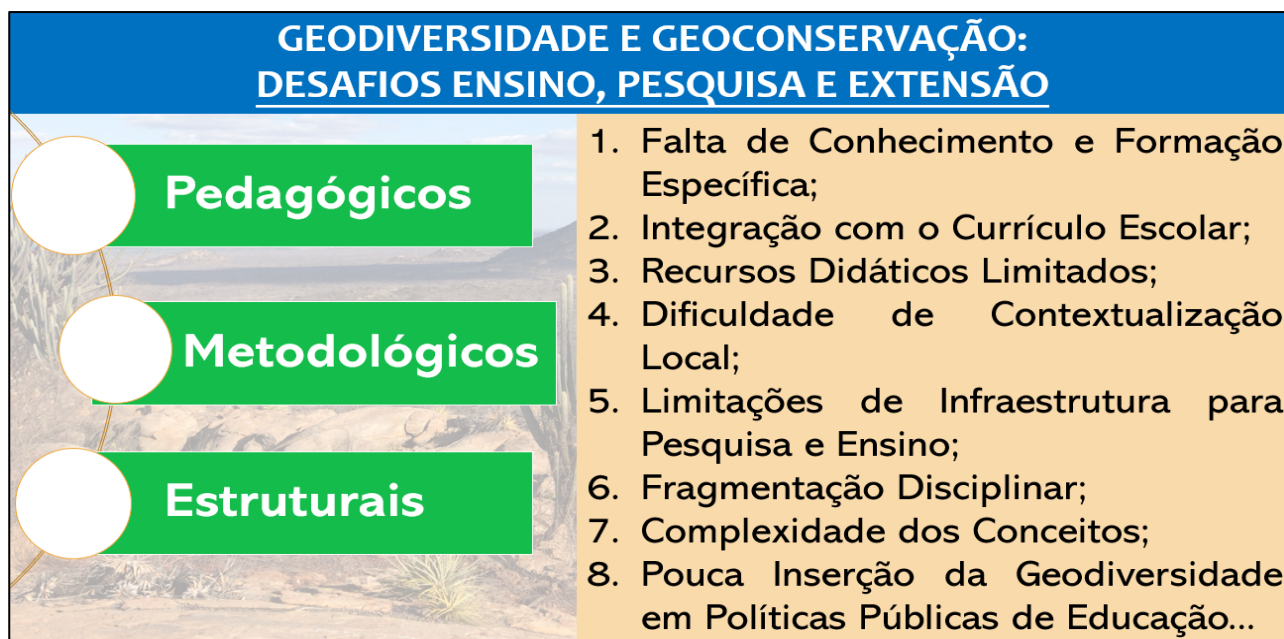 GEODIVERSIDADE E GEOCONSERVAÇÃO:
DESAFIOS ENSINO, PESQUISA E EXTENSÃO
Pedagógicos
Metodológicos
Estruturais
1. Falta de Conhecimento e Formação
Específica;
2. Integração com o Currículo Escolar;
3. Recursos Didáticos Limitados;
4. Dificuldade de Contextualização
Local;
5. Limitações de Infraestrutura para
Pesquisa e Ensino;
6. Fragmentação Disciplinar;
7. Complexidade dos Conceitos;
8. Pouca Inserção da Geodiversidade
em Políticas Públicas de Educação...